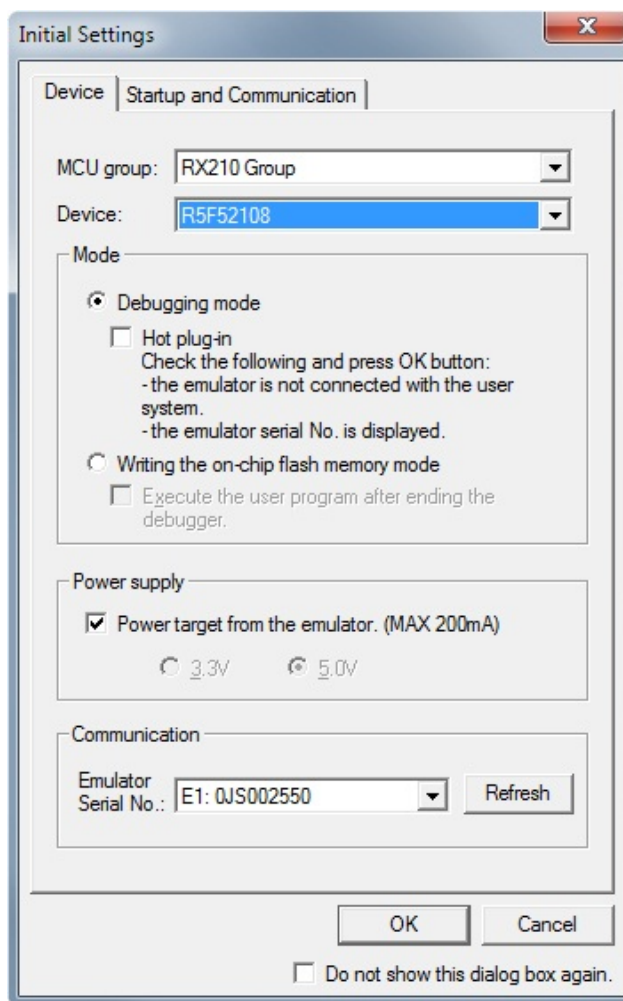 Initial Settings
Device
Startup and Communication
MCU group: RX210 Group
Device: R5F52108
Mode
Debugging mode
Hot plug-in
Check the following and press OK button:
- the emulator is not connected with the user
system.
- the emulator serial No. is displayed.
Writing the on-chip flash memory mode
Execute the user program after ending the
debugger.
Power supply
Power target from the emulator. (MAX 200mA)
3.3V 5.0V
Communication
Emulator
Serial No.: E1: 0JS002550 Refresh
OK Cancel
Do not show this dialog box again.